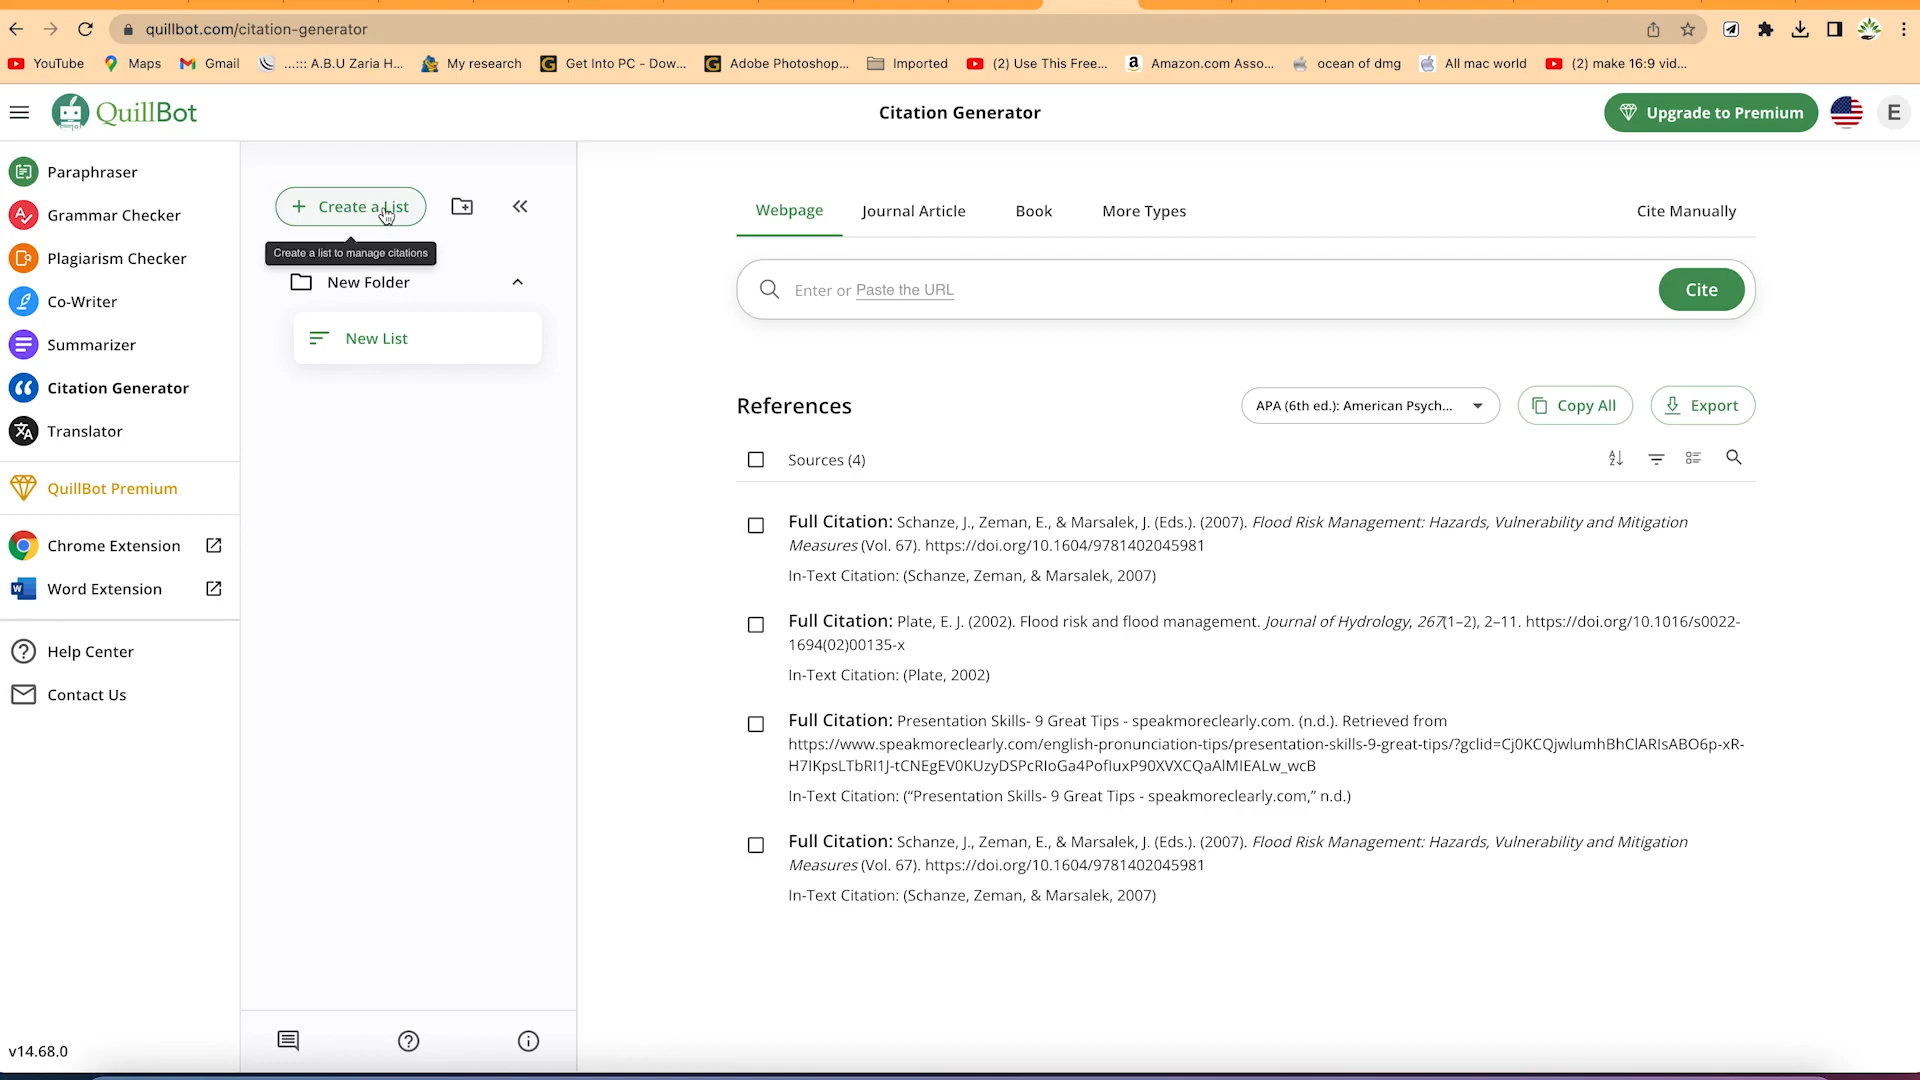 quillbot.com/citation-generator
YouTube
Maps
Gmail
...::: A.B.U Zaria H...
My research
Get Into PC - Dow...
Adobe Photoshop...
Imported
(2) Use This Free...
Amazon.com Asso...
ocean of dmg
All mac world
(2) make 16:9 vid...
QuillBot
Citation Generator
Upgrade to Premium
E
Paraphraser
Grammar Checker
Plagiarism Checker
Co-Writer
Summarizer
Citation Generator
Translator
QuillBot Premium
Chrome Extension
Word Extension
Help Center
Contact Us
v14.68.0
+ Create a List
Create a list to manage citations
New Folder
New List
Webpage
Journal Article
Book
More Types
Cite Manually
Enter or Paste the URL
Cite
References
APA (6th ed.): American Psych...
Copy All
Export
Sources (4)
Full Citation: Schanze, J., Zeman, E., & Marsalek, J. (Eds.). (2007). Flood Risk Management: Hazards, Vulnerability and Mitigation
Measures (Vol. 67). https://doi.org/10.1604/9781402045981
In-Text Citation: (Schanze, Zeman, & Marsalek, 2007)
Full Citation: Plate, E. J. (2002). Flood risk and flood management. Journal of Hydrology, 267(1–2), 2–11. https://doi.org/10.1016/s0022-
1694(02)00135-x
In-Text Citation: (Plate, 2002)
Full Citation: Presentation Skills- 9 Great Tips - speakmoreclearly.com. (n.d.). Retrieved from
https://www.speakmoreclearly.com/english-pronunciation-tips/presentation-skills-9-great-tips/?gclid=Cj0KCQjwlumhBhClARIsABO6p-xR-
H7IKpsLTbRI1J-tCNEgEV0KUzyDSPcRIoGa4PofluxP90XVXCQaAlMIEALw_wcB
In-Text Citation: (“Presentation Skills- 9 Great Tips - speakmoreclearly.com,” n.d.)
Full Citation: Schanze, J., Zeman, E., & Marsalek, J. (Eds.). (2007). Flood Risk Management: Hazards, Vulnerability and Mitigation
Measures (Vol. 67). https://doi.org/10.1604/9781402045981
In-Text Citation: (Schanze, Zeman, & Marsalek, 2007)